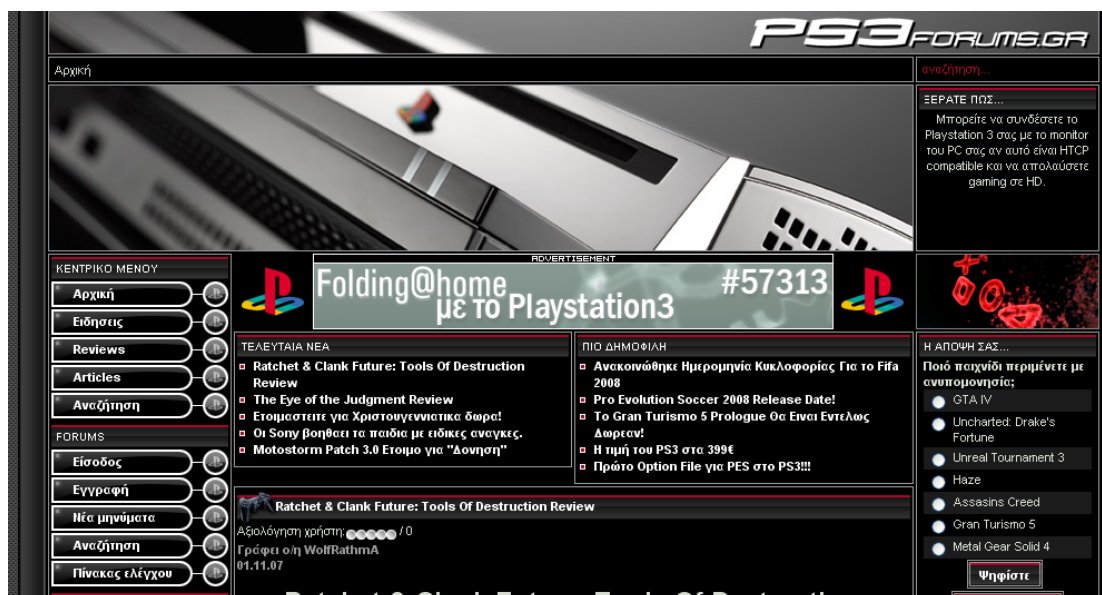 PS3FORUMS.GR
Αρχική
αναζήτηση...
ΞΕΡΑΤΕ ΠΩΣ...
Μπορείτε να συνδέσετε το
Playstation 3 σας με το monitor
του PC σας αν αυτό είναι HTCP
compatible και να απολαύσετε
gaming σε HD.
ΚΕΝΤΡΙΚΟ ΜΕΝΟΥ
Αρχική
Ειδησεις
Reviews
Articles
Αναζήτηση
FORUMS
Είσοδος
Εγγραφή
Νέα μηνύματα
Αναζήτηση
Πίνακας ελέγχου
ADVERTISEMENT
Folding@home
με το Playstation3
#57313
ΤΕΛΕΥΤΑΙΑ ΝΕΑ
Ratchet & Clank Future: Tools Of Destruction
Review
The Eye of the Judgment Review
Ετοιμαστειτε για Χριστουγεννιατικα δωρα!
Οι Sony βοηθαει τα παιδια με ειδικες αναγκες.
Motostorm Patch 3.0 Ετοιμο για "Δονηση"
ΠΙΟ ΔΗΜΟΦΙΛΗ
Ανακοινώθηκε Ημερομηνία Κυκλοφορίας Για το Fifa
2008
Pro Evolution Soccer 2008 Release Date!
Το Gran Turismo 5 Prologue Θα Ειναι Εντελως
Δωρεαν!
Η τιμή του PS3 στα 399€
Πρώτο Option File για PES στο PS3!!!
Ratchet & Clank Future: Tools Of Destruction Review
Αξιολόγηση χρήστη: / 0
Γράφει ο/η WolfRathmA
01.11.07
Ratchet & Clank Future: Tools Of Destruction
Η ΑΠΟΨΗ ΣΑΣ...
Ποιό παιχνίδι περιμένετε με
ανυπομονησία;
GTA IV
Uncharted: Drake's
Fortune
Unreal Tournament 3
Haze
Assasins Creed
Gran Turismo 5
Metal Gear Solid 4
Ψηφίστε